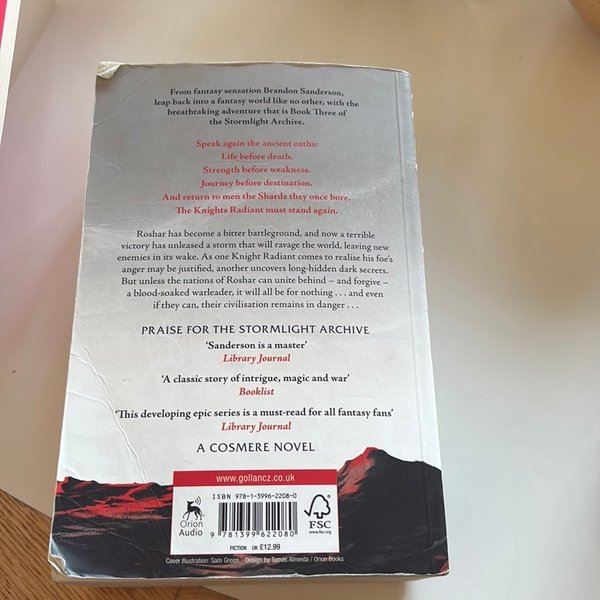 From fantasy sensation Brandon Sanderson,
leap back into a fantasy world like no other, with the
breathtaking adventure that is Book Three of
the Stormlight Archive.
Speak again the ancient oaths:
Life before death.
Strength before weakness.
Journey before destination.
And return to men the Shards they once bore.
The Knights Radiant must stand again.
Roshar has become a bitter battleground, and now a terrible
victory has unleashed a storm that will ravage the world, leaving new
enemies in its wake. As one Knight Radiant comes to realise his foe's
anger may be justified, another uncovers long-hidden dark secrets.
But unless the nations of Roshar can unite behind – and forgive –
a blood-soaked warleader, it will all be for nothing . . . and even
if they can, their civilisation remains in danger . . .
PRAISE FOR THE STORMLIGHT ARCHIVE
'Sanderson is a master'
Library Journal
'A classic story of intrigue, magic and war'
Booklist
'This developing epic series is a must-read for all fantasy fans'
Library Journal
A COSMERE NOVEL
www.gollancz.co.uk
ISBN 978-1-3996-2208-0
Orion
Audio
9 781399 622080
FSC
www.fsc.org
FICTION UK £12.99
Cover Illustration: Sam Green Design by Tomás Almeida / Orion Books